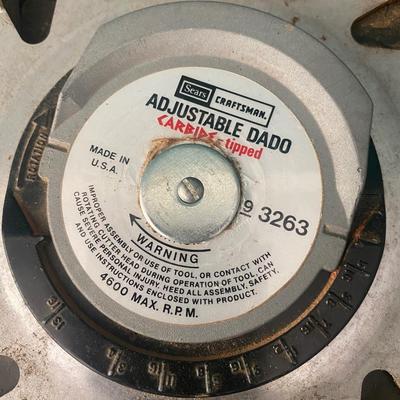 Sears
CRAFTSMAN.
ADJUSTABLE DADO
CARBIDE-tipped
MADE IN
U.S.A.
9 3263
ROTATION
WARNING
IMPROPER ASSEMBLY OR USE OF TOOL, OR CONTACT WITH
ROTATING CUTTER HEAD DURING OPERATION OF TOOL, CAN
CAUSE SEVERE PERSONAL INJURY. HEED ALL ASSEMBLY, SAFETY,
AND USE INSTRUCTIONS ENCLOSED WITH PRODUCT.
4600 MAX. R.P.M.